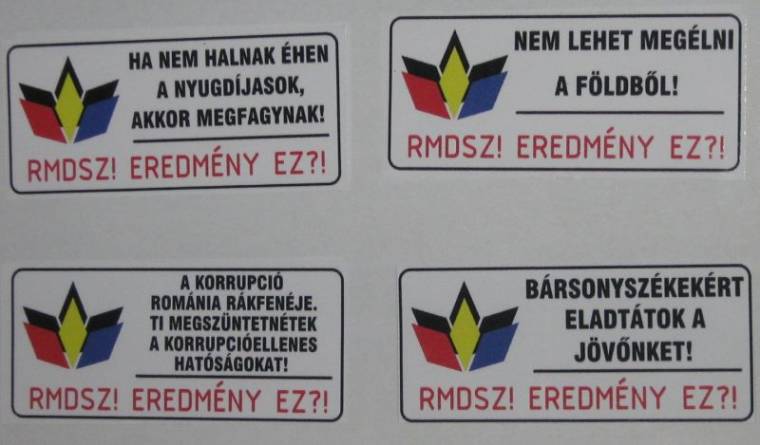 HA NEM HALNAK ÉHEN
A NYUGDÍJASOK,
AKKOR MEGFAGYNAK!
RMDSZ! EREDMÉNY EZ?!
NEM LEHET MEGÉLNI
A FÖLDBŐL!
RMDSZ! EREDMÉNY EZ?!
A KORRUPCIÓ
ROMÁNIA RÁKFENÉJE.
TI MEGSZÜNTETNÉTEK
A KORRUPCIÓELLENES
HATÓSÁGOKAT!
RMDSZ! EREDMÉNY EZ?!
BÁRSONYSZÉKEKÉRT
ELADTÁTOK A
JÖVŐNKET!
RMDSZ! EREDMÉNY EZ?!